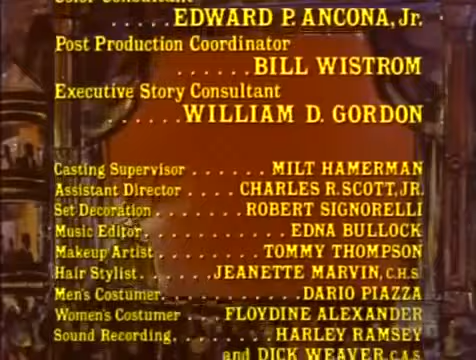 Color Consultant
.....EDWARD P. ANCONA, Jr.
Post Production Coordinator
......BILL WISTROM
Executive Story Consultant
......WILLIAM D. GORDON
Casting Supervisor ......MILT HAMERMAN
Assistant Director ....CHARLES R. SCOTT, JR.
Set Decoration.......ROBERT SIGNORELLI
Music Editor..........EDNA BULLOCK
Makeup Artist........TOMMY THOMPSON
Hair Stylist......JEANETTE MARVIN, C.H.S.
Men's Costumer...........DARIO PIAZZA
Women's Costumer ...FLOYDINE ALEXANDER
Sound Recording........HARLEY RAMSEY
and DICK WEAVER, C.A.S.